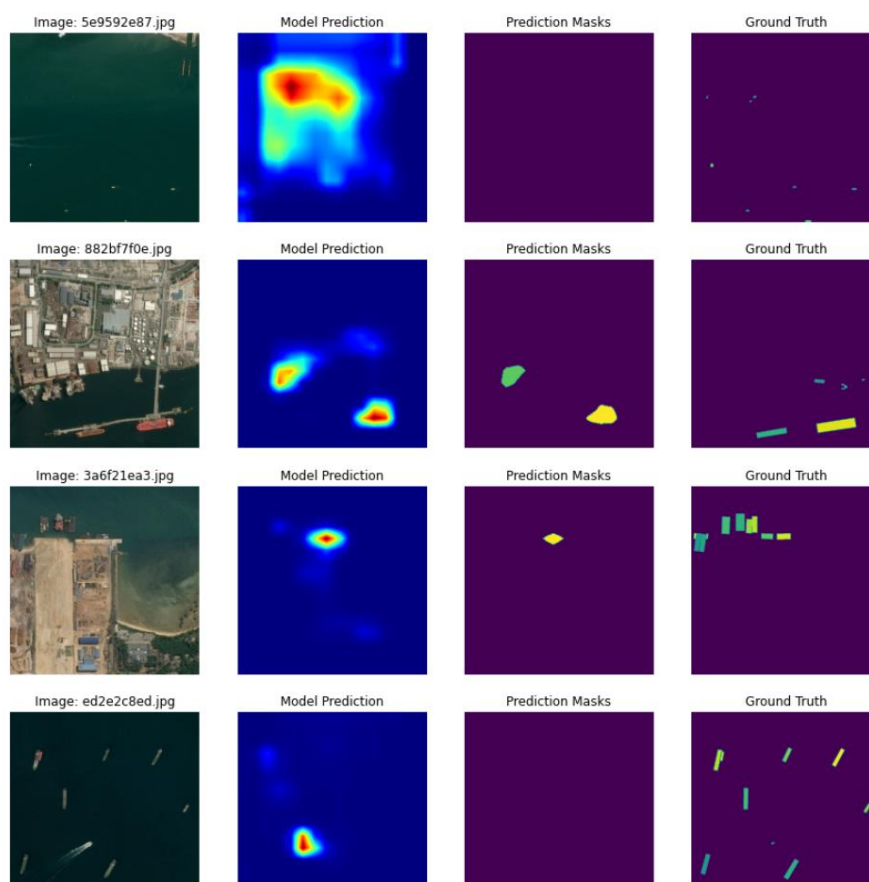 Image: 5e9592e87.jpg Model Prediction Prediction Masks Ground Truth
Image: 882bf7f0e.jpg Model Prediction Prediction Masks Ground Truth
Image: 3a6f21ea3.jpg Model Prediction Prediction Masks Ground Truth
Image: ed2e2c8ed.jpg Model Prediction Prediction Masks Ground Truth